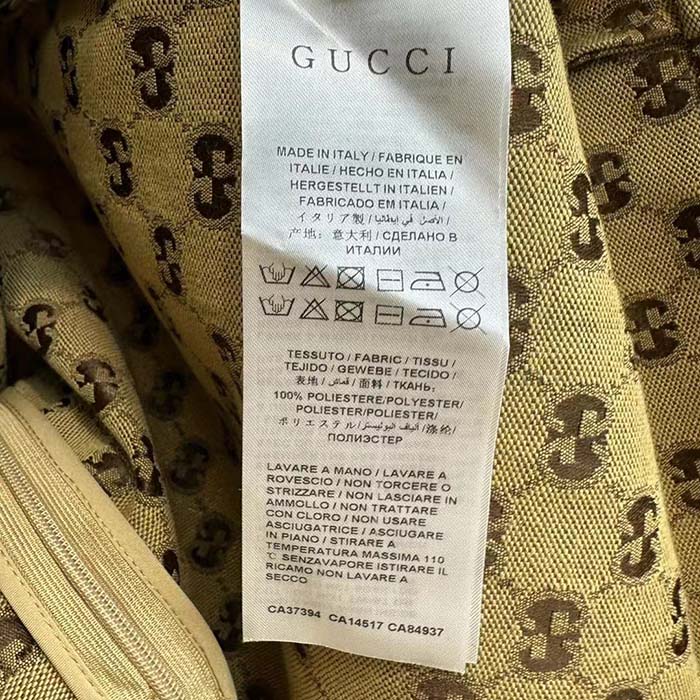 GUCCI
MADE IN ITALY / FABRIQUE EN
ITALIE / HECHO EN ITALIA /
HERGESTELLT IN ITALIEN /
FABRICADO EM ITALIA /
イタリア製 / الأصل في إيطاليا /
产地: 意大利 / СДЕЛАНО В
ИТАЛИИ
TESSUTO / FABRIC / TISSU /
TEJIDO / GEWEBE / TECIDO /
表地 / قماش / 面料 / ТКАНЬ:
100% POLIESTERE/POLYESTER/
POLIESTER/POLIESTER/
ポリエステル / ألياف البوليستر / 涤纶/
ПОЛИЭСТЕР
LAVARE A MANO / LAVARE A
ROVESCIO / NON TORCERE O
STRIZZARE / NON LASCIARE IN
AMMOLLO / NON TRATTARE
CON CLORO / NON USARE
ASCIUGATRICE / ASCIUGARE
IN PIANO / STIRARE A
TEMPERATURA MASSIMA 110
°C SENZAVAPORE ISTIRARE IL
RICAMO NON LAVARE A
SECCO
CA37394 CA14517 CA84937